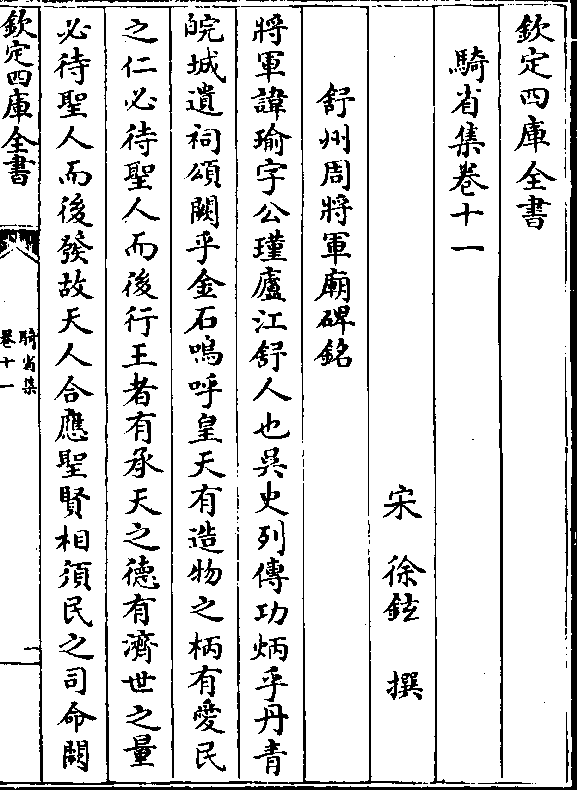 欽定四庫全書
騎省集卷十一
宋 徐鉉 撰
舒州周將軍廟碑銘
將軍諱瑜字公瑾廬江舒人也吳史列傳功炳乎丹青
皖城遺祠頌闕乎金石嗚呼皇天有造物之柄有愛民
之仁必待聖人而後行王者有承天之德有濟世之量
必待聖人而後發故天人合應聖賢相須民之司命闕
欽定四庫全書
騎省集
卷十一
一